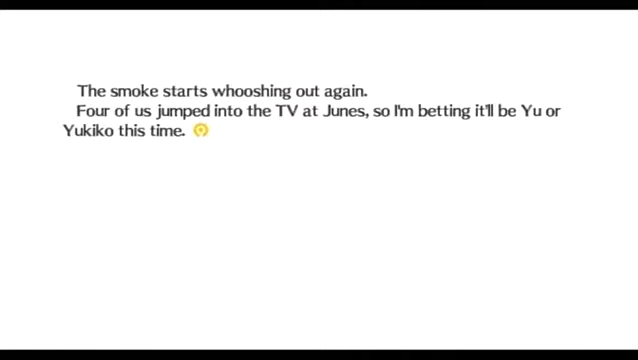 The smoke starts whooshing out again.
Four of us jumped into the TV at Junes, so I'm betting it'll be Yu or
Yukiko this time.